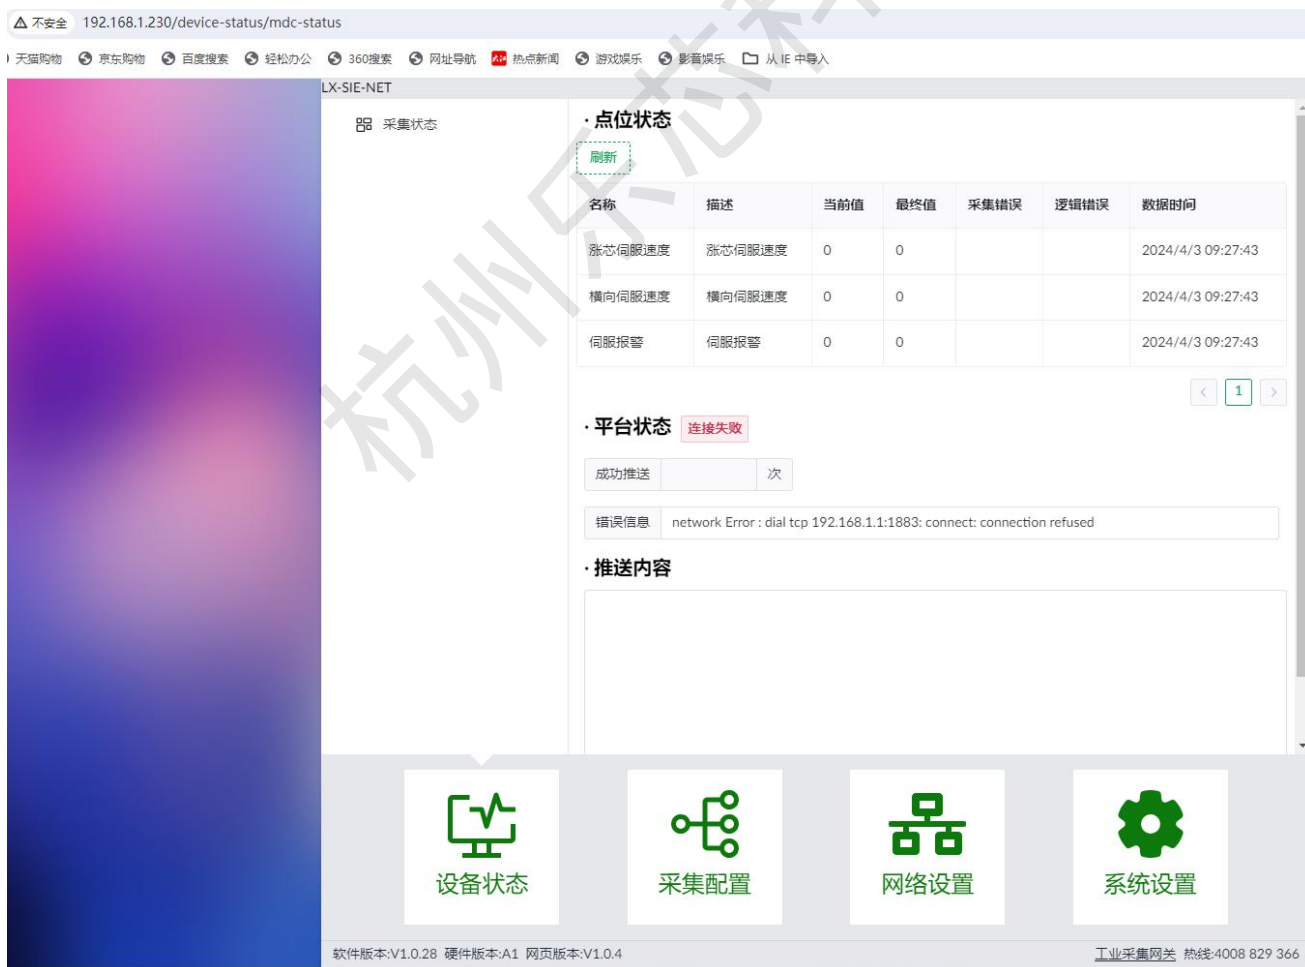 不安全 192.168.1.230/device-status/mdc-status
天猫购物 京东购物 百度搜索 轻松办公 360搜索 网址导航 热点新闻 游戏娱乐 影音娱乐 从 IE 中导入
LX-SIE-NET
采集状态
· 点位状态
刷新
名称 描述 当前值 最终值 采集错误 逻辑错误 数据时间
涨芯伺服速度 涨芯伺服速度 0 0 2024/4/3 09:27:43
横向伺服速度 横向伺服速度 0 0 2024/4/3 09:27:43
伺服报警 伺服报警 0 0 2024/4/3 09:27:43
< 1 >
· 平台状态 连接失败
成功推送 次
错误信息 network Error : dial tcp 192.168.1.1:1883: connect: connection refused
· 推送内容
设备状态 采集配置 网络设置 系统设置
软件版本:V1.0.28 硬件版本:A1 网页版本:V1.0.4 工业采集网关 热线:4008 829 366
杭州乐芯科